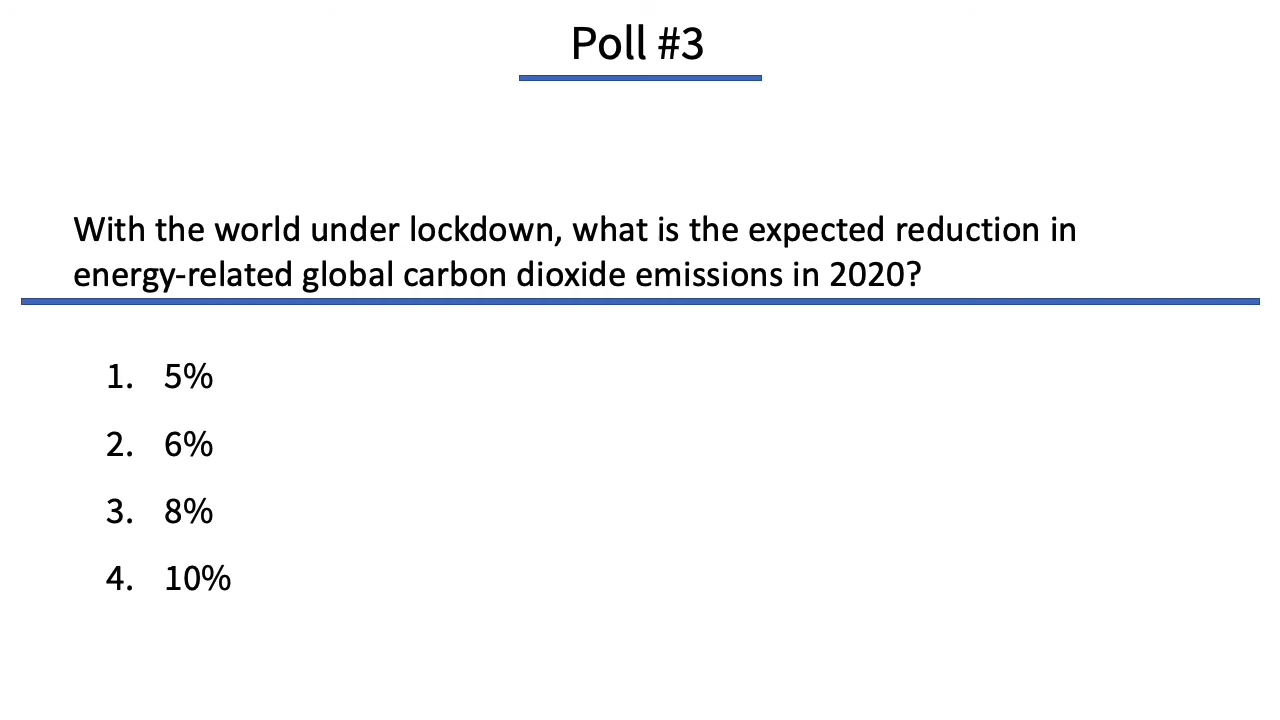 Poll #3
With the world under lockdown, what is the expected reduction in
energy-related global carbon dioxide emissions in 2020?
1. 5%
2. 6%
3. 8%
4. 10%